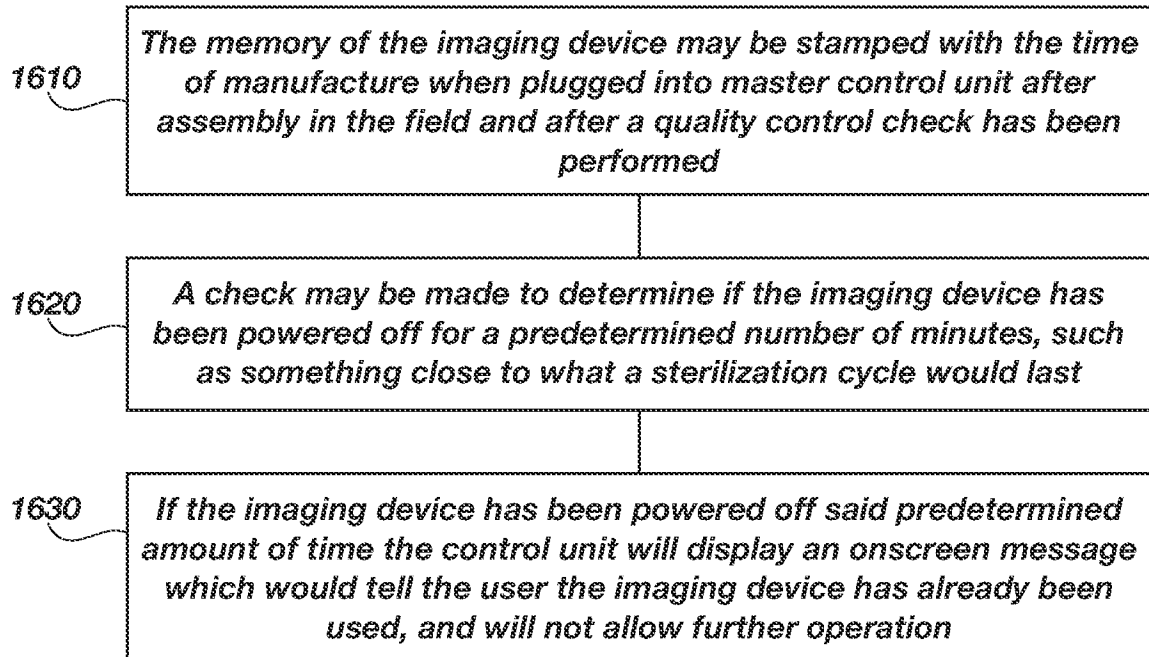 The memory of the imaging device may be stamped with the time
1610
of manufacture when plugged into master control unit after
assembly in the field and after a quality control check has been
performed
A check may be made to determine if the imaging device has
1620
been powered off for a predetermined number of minutes, such
as something close to what a sterilization cycle would last
1630
If the imaging device has been powered off said predetermined
amount of time the control unit will display an onscreen message
which would tell the user the imaging device has already been
used, and will not allow further operation